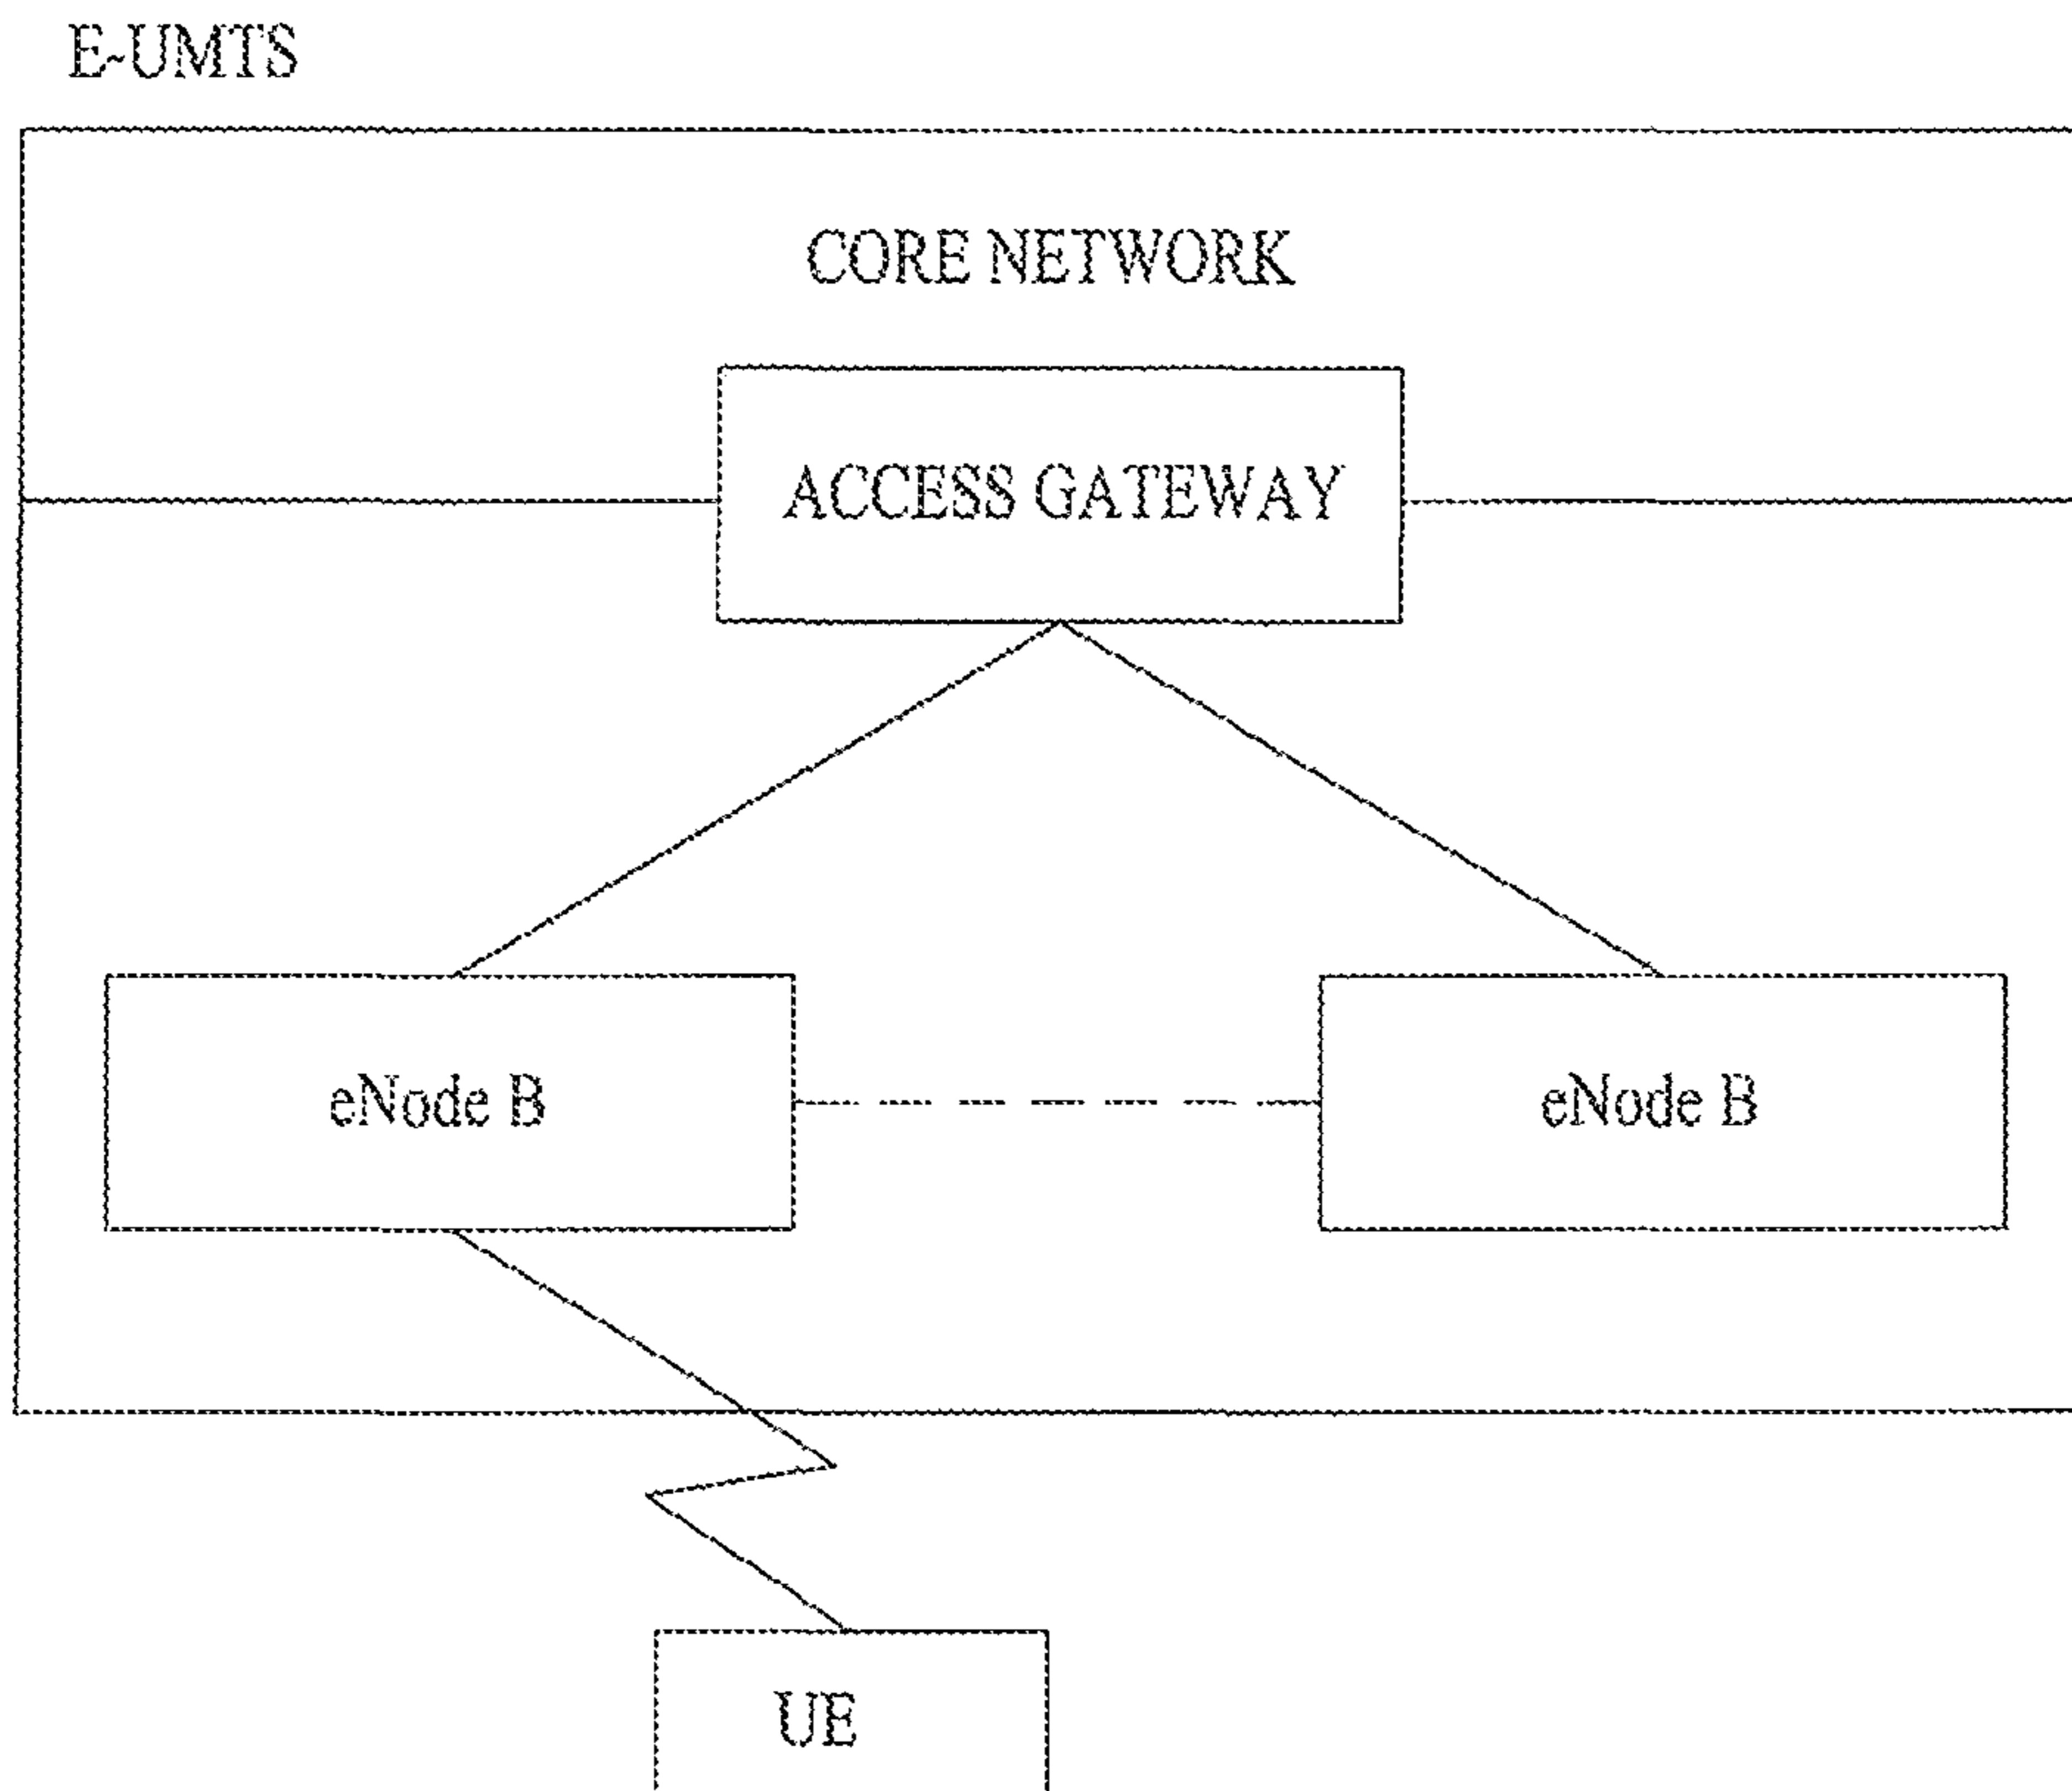 E-UMTS
CORE NETWORK
ACCESS GATEWAY
eNode B
eNode B
UE